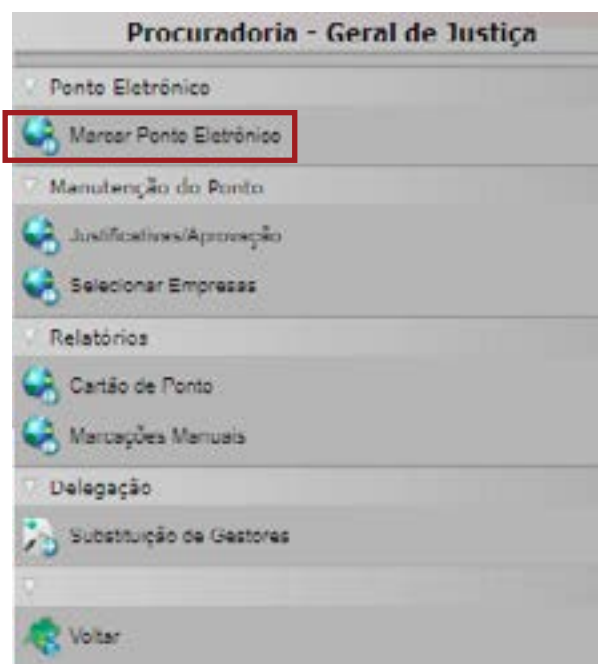 Procuradoria - Geral de Justiça
Ponto Eletrônico
Marcar Ponto Eletrônico
Manutenção do Ponto
Justificativas/Aprovação
Selecionar Empresas
Relatórios
Cartão de Ponto
Marcações Manuais
Delegação
Substituição de Gestores
Voltar